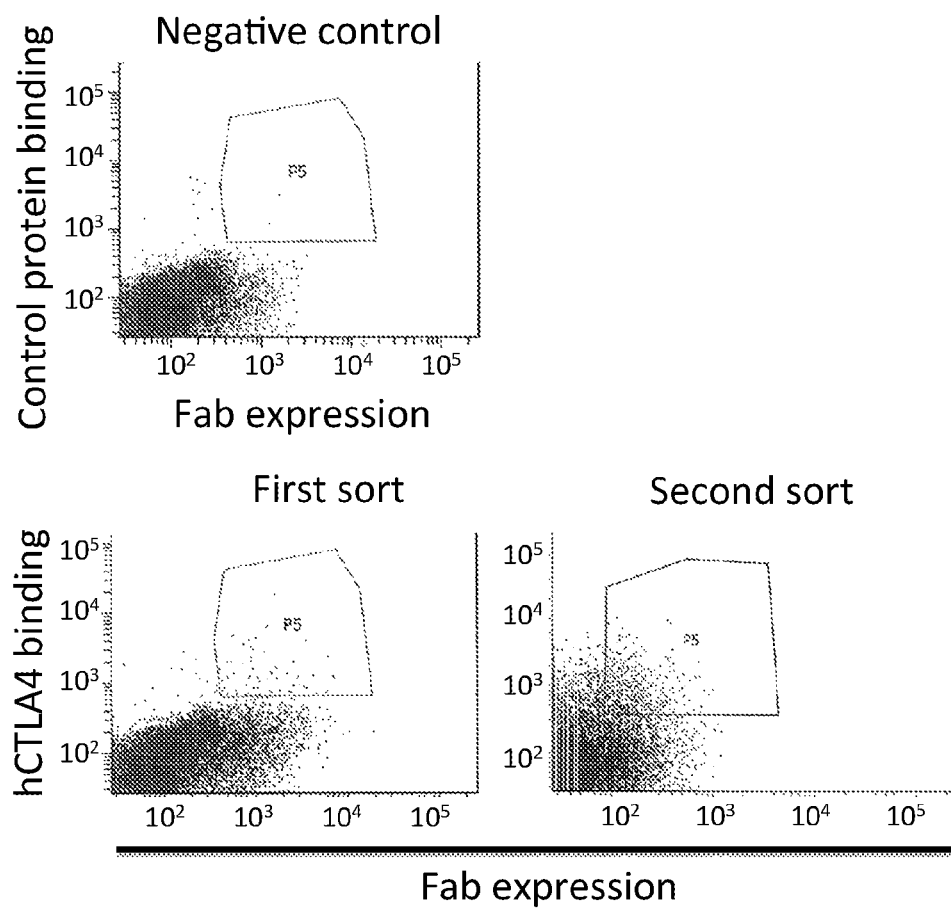 Negative control
Control protein binding
10⁵
10⁴
10³
10²
P5
10² 10³ 10⁴ 10⁵
Fab expression
First sort
Second sort
hCTLA4 binding
10⁵
10⁴
10³
10²
P5
10² 10³ 10⁴ 10⁵
10⁵
10⁴
10³
10²
P5
10² 10³ 10⁴ 10⁵
Fab expression